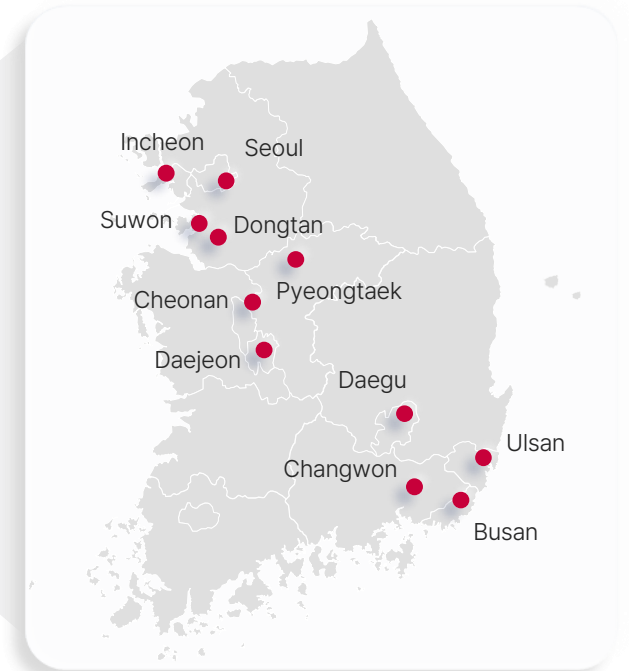 Incheon
Seoul
Suwon
Dongtan
Pyeongtaek
Cheonan
Daejeon
Daegu
Ulsan
Changwon
Busan